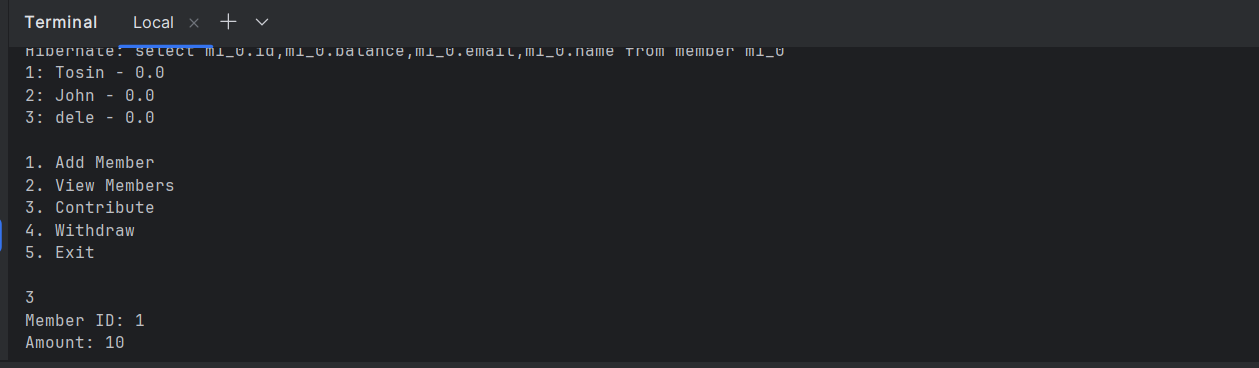 Terminal Local
Hibernate: select m1_0.id,m1_0.balance,m1_0.email,m1_0.name from member m1_0
1: Tosin - 0.0
2: John - 0.0
3: dele - 0.0
1. Add Member
2. View Members
3. Contribute
4. Withdraw
5. Exit
3
Member ID: 1
Amount: 10